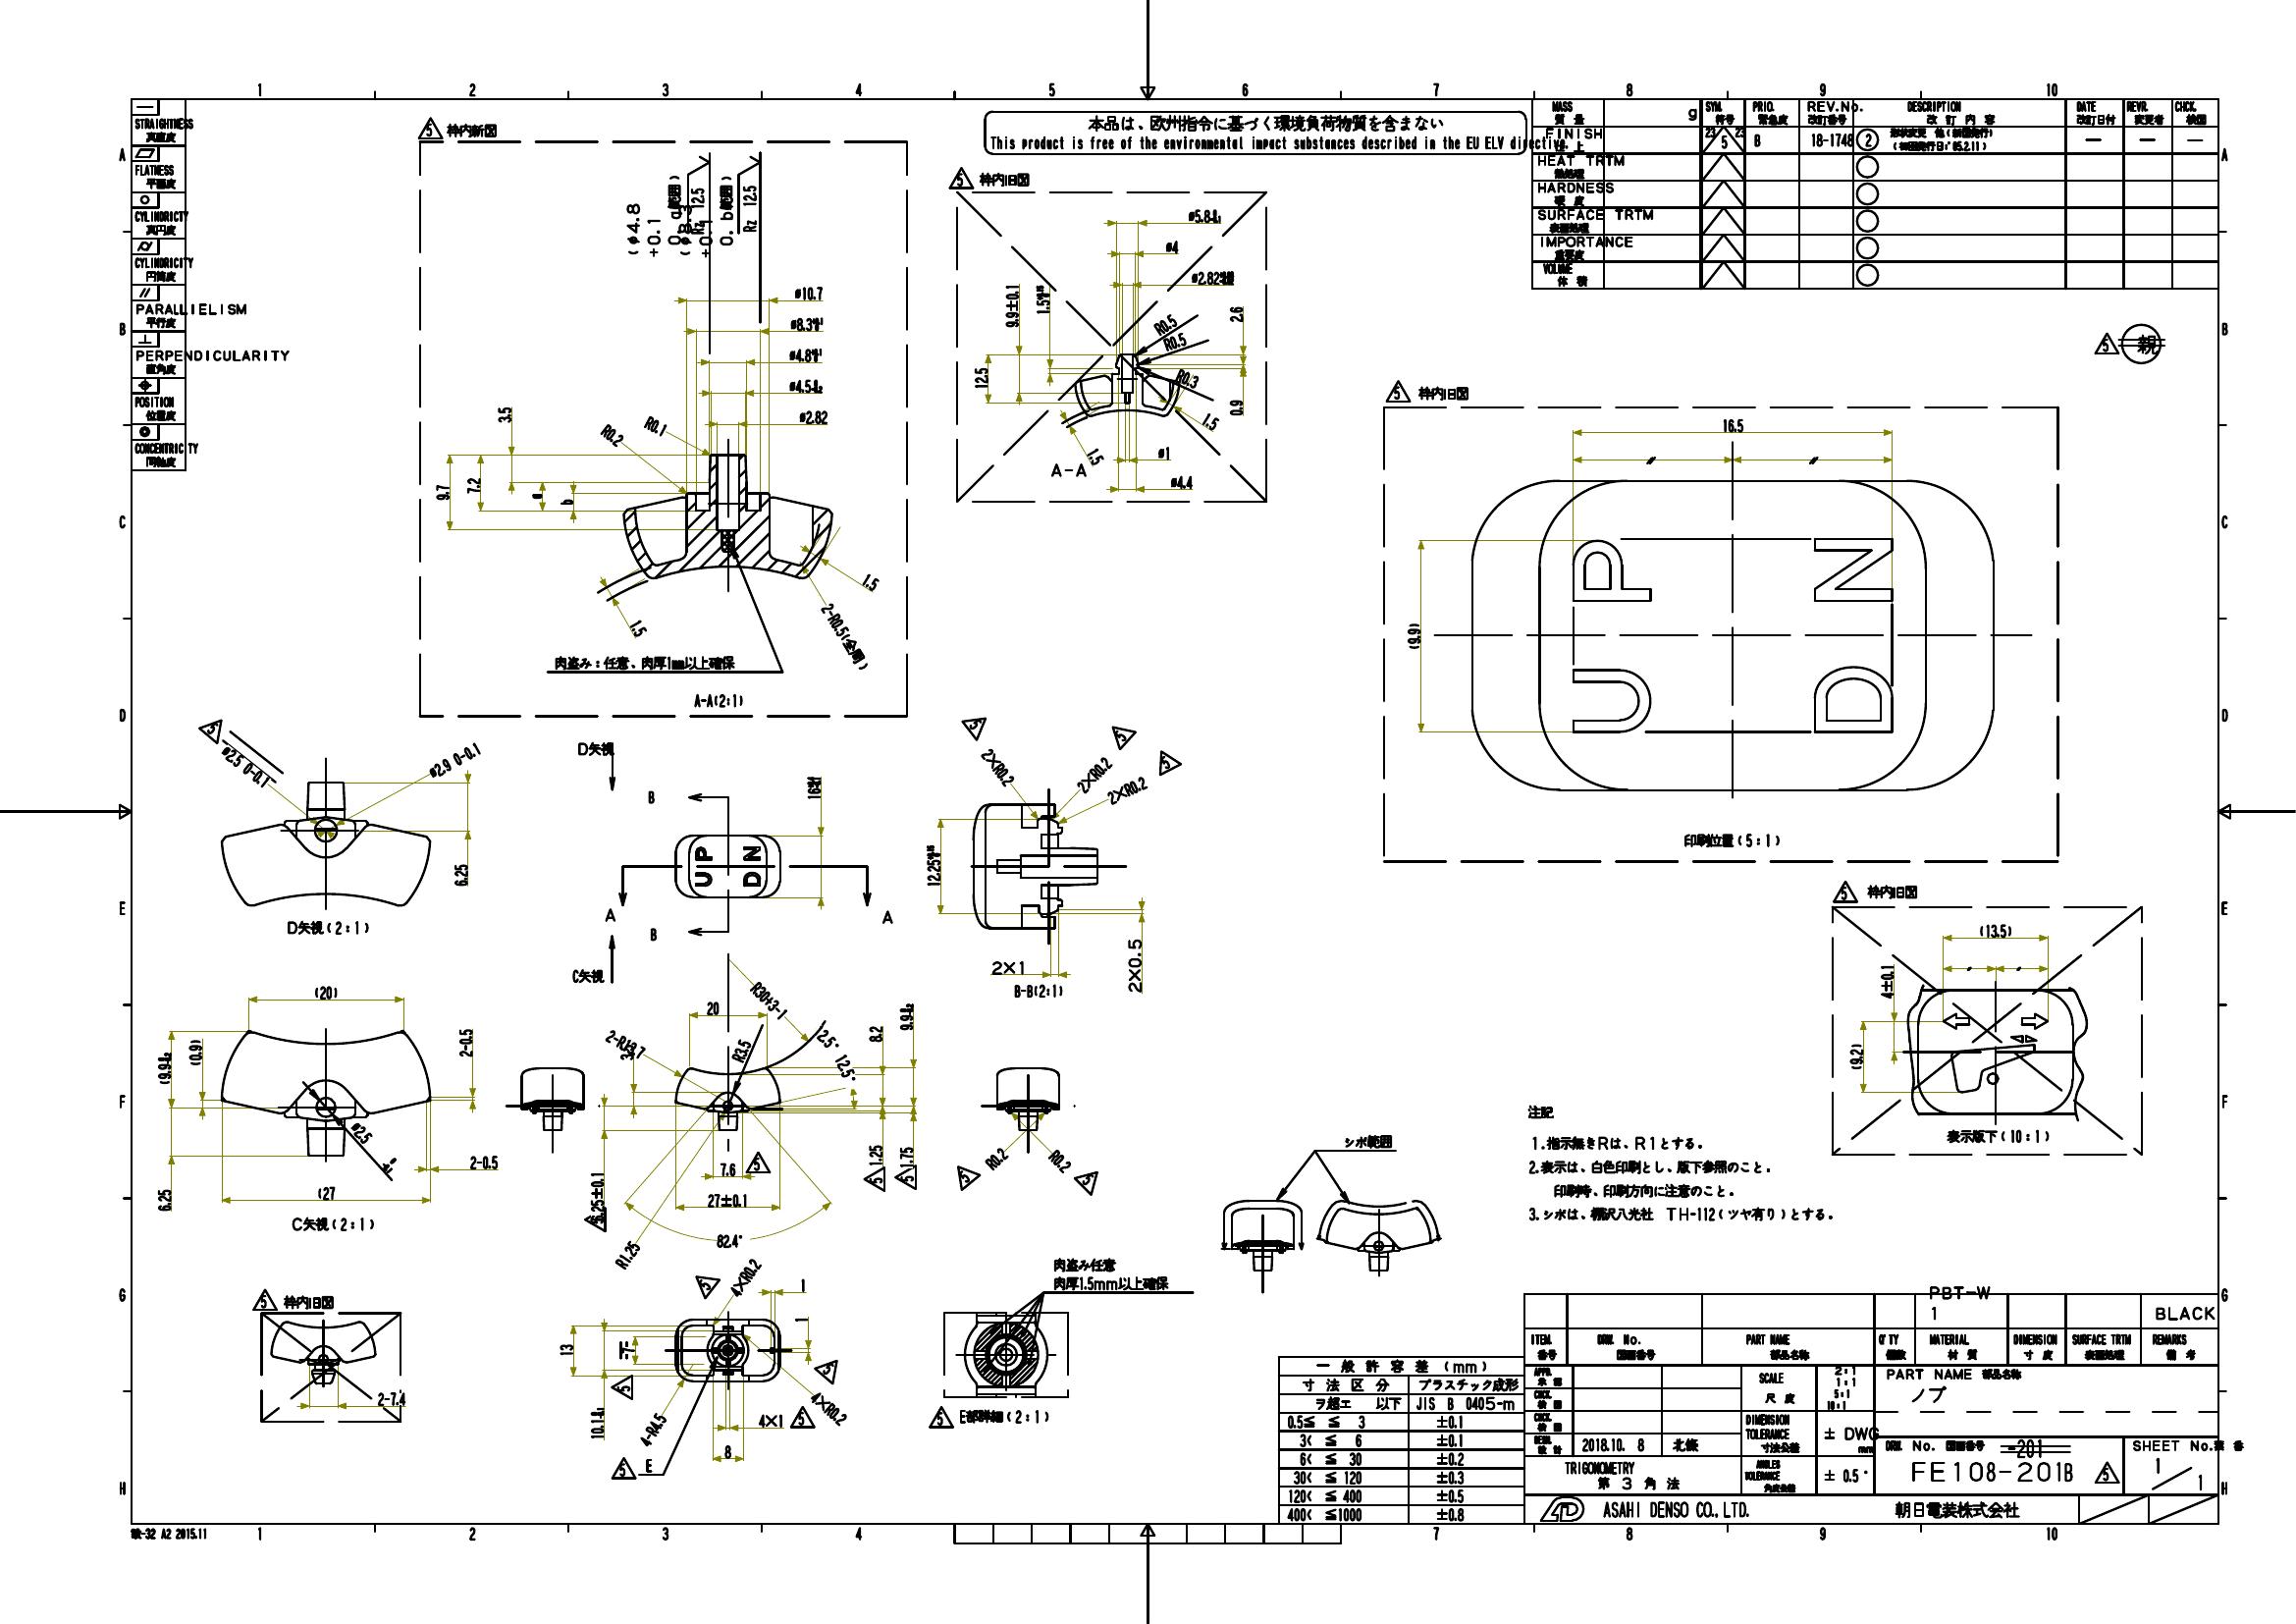 1 2 3 4 5 6 7 8 9 10
STRAIGHTNESS
真直度
FLATNESS
平面度
CYLINDRICTY
真円度
CYLINDRICITY
円筒度
PARALLIELISM
平行度
PERPENDICULARITY
直角度
POSITION
位置度
CONCENTRICITY
同軸度
5 枠内新図
(ø4.8
+0.1
0.a範囲)
(ø8.3
+0.1
0.b範囲)
Rz 12.5
Rz 12.5
ø10.7
ø8.3
ø4.8
ø4.5
ø2.82
R0.1
R0.2
3.5
7.2
9.7
a
b
1.5
1.5
2-R0.5(全周)
肉盗み:任意、肉厚1mm以上確保
A-A(2:1)
本品は、欧州指令に基づく環境負荷物質を含まない
This product is free of the environmental impact substances described in the EU ELV directive.
5 枠内旧図
ø5.8
ø4
ø2.82
9.9±0.1
1.5
2.6
R0.5
R0.5
R0.3
12.5
0.9
1.5
1.5
A-A
ø1
ø4.4
MASS 質量 g
FINISH 仕上
HEAT TRTM 熱処理
HARDNESS 硬度
SURFACE TRTM 表面処理
IMPORTANCE 重要度
VOLUME 体積
SYM. 符号
PRIO. 緊急度
REV.No. 改訂番号
DESCRIPTION 改訂内容
DATE 改訂日付
REVR. 変更者
CHCK. 検図
23 23
5 B 18-1748 2 形状変更 他(新図発行)
(旧図発行日:'05.2.11)
— — —
5 親
5 枠内旧図
16.5
(9.9)
UP
DN
印刷位置(5:1)
5
ø2.5 0-0.1
ø2.9 0-0.1
6.25
D矢視(2:1)
D矢視
B
16
UP
DN
A
A
B
C矢視
5
2×R0.2
2×R0.2
5
2×R0.2
5
12.25
2×1
2×0.5
B-B(2:1)
5 枠内旧図
(13.5)
4±0.1
(9.2)
表示版下(10:1)
(20)
(0.9)
2-0.5
ø2.5
2-0.5
6.25
(27
C矢視(2:1)
R30+3-1
20
R3.5
2.5°
12.5°
8.2
7.6
5
1.25
5
1.75
5
6.25±0.1
5
27±0.1
82.4°
R1.25
R0.2
R0.2
5
5
シボ範囲
注記
1.指示無きRは、R1とする。
2.表示は、白色印刷とし、版下参照のこと。
印刷時、印刷方向に注意のこと。
3.シボは、棚沢八光社 TH-112(ツヤ有り)とする。
5 枠内旧図
2-7.4
5
4×R0.2
1
1
13
10.1
5
4-R4.5
5
4×R0.2
4×1 5
8
5 E
肉盗み任意
肉厚1.5mm以上確保
5 E部詳細(2:1)
一般許容差(mm)
寸法区分 プラスチック成形
ヲ超エ 以下 JIS B 0405-m
0.5≤ ≤ 3 ±0.1
3< ≤ 6 ±0.1
6< ≤ 30 ±0.2
30< ≤ 120 ±0.3
120< ≤ 400 ±0.5
400< ≤1000 ±0.8
PBT-W
1
BLACK
ITEM. 番号
DRW. No. 図面番号
PART NAME 部品名称
Q'TY 個数
MATERIAL 材質
DIMENSION 寸度
SURFACE TRTM 表面処理
REMARKS 備考
APPR. 承認
CHCK. 検図
CHCK. 検図
DESN. 設計
2018.10. 8 北條
SCALE 尺度
2:1
1:1
5:1
10:1
DIMENSION TOLERANCE 寸法公差
± DWG mm
ANGLES TOLERANCE 角度公差
± 0.5°
TRIGONOMETRY
第3角法
PART NAME 部品名称
ノブ
DRW. No. 図面番号
-201
FE108-201B 5
SHEET No.葉番
1/1
ASAHI DENSO CO.,LTD. 朝日電装株式会社
A B C D E F G H
A B C D E F G H
1 2 3 4 7 8 9 10
A2 2015.11